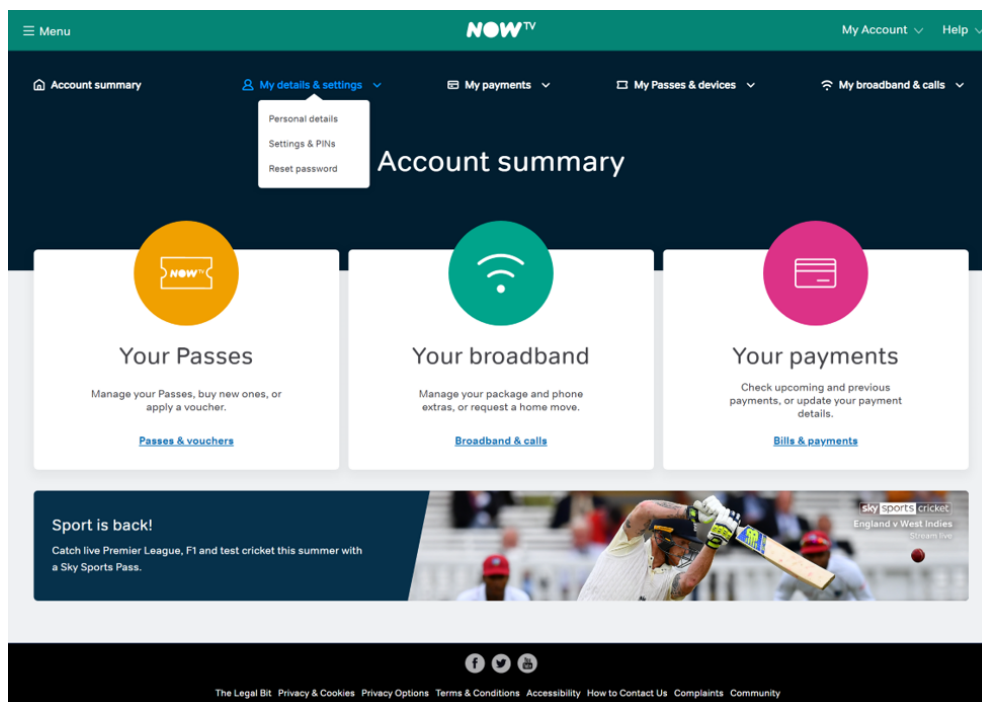 Menu
NOW TV
My Account
Help
Account summary
My details & settings
My payments
My Passes & devices
My broadband & calls
Personal details
Settings & PINs
Reset password
Account summary
NOW TV
Your Passes
Manage your Passes, buy new ones, or
apply a voucher.
Passes & vouchers
Your broadband
Manage your package and phone
extras, or request a home move.
Broadband & calls
Your payments
Check upcoming and previous
payments, or update your payment
details.
Bills & payments
Sport is back!
Catch live Premier League, F1 and test cricket this summer with
a Sky Sports Pass.
sky sports cricket
England v West Indies
Stream live
The Legal Bit Privacy & Cookies Privacy Options Terms & Conditions Accessibility How to Contact Us Complaints Community